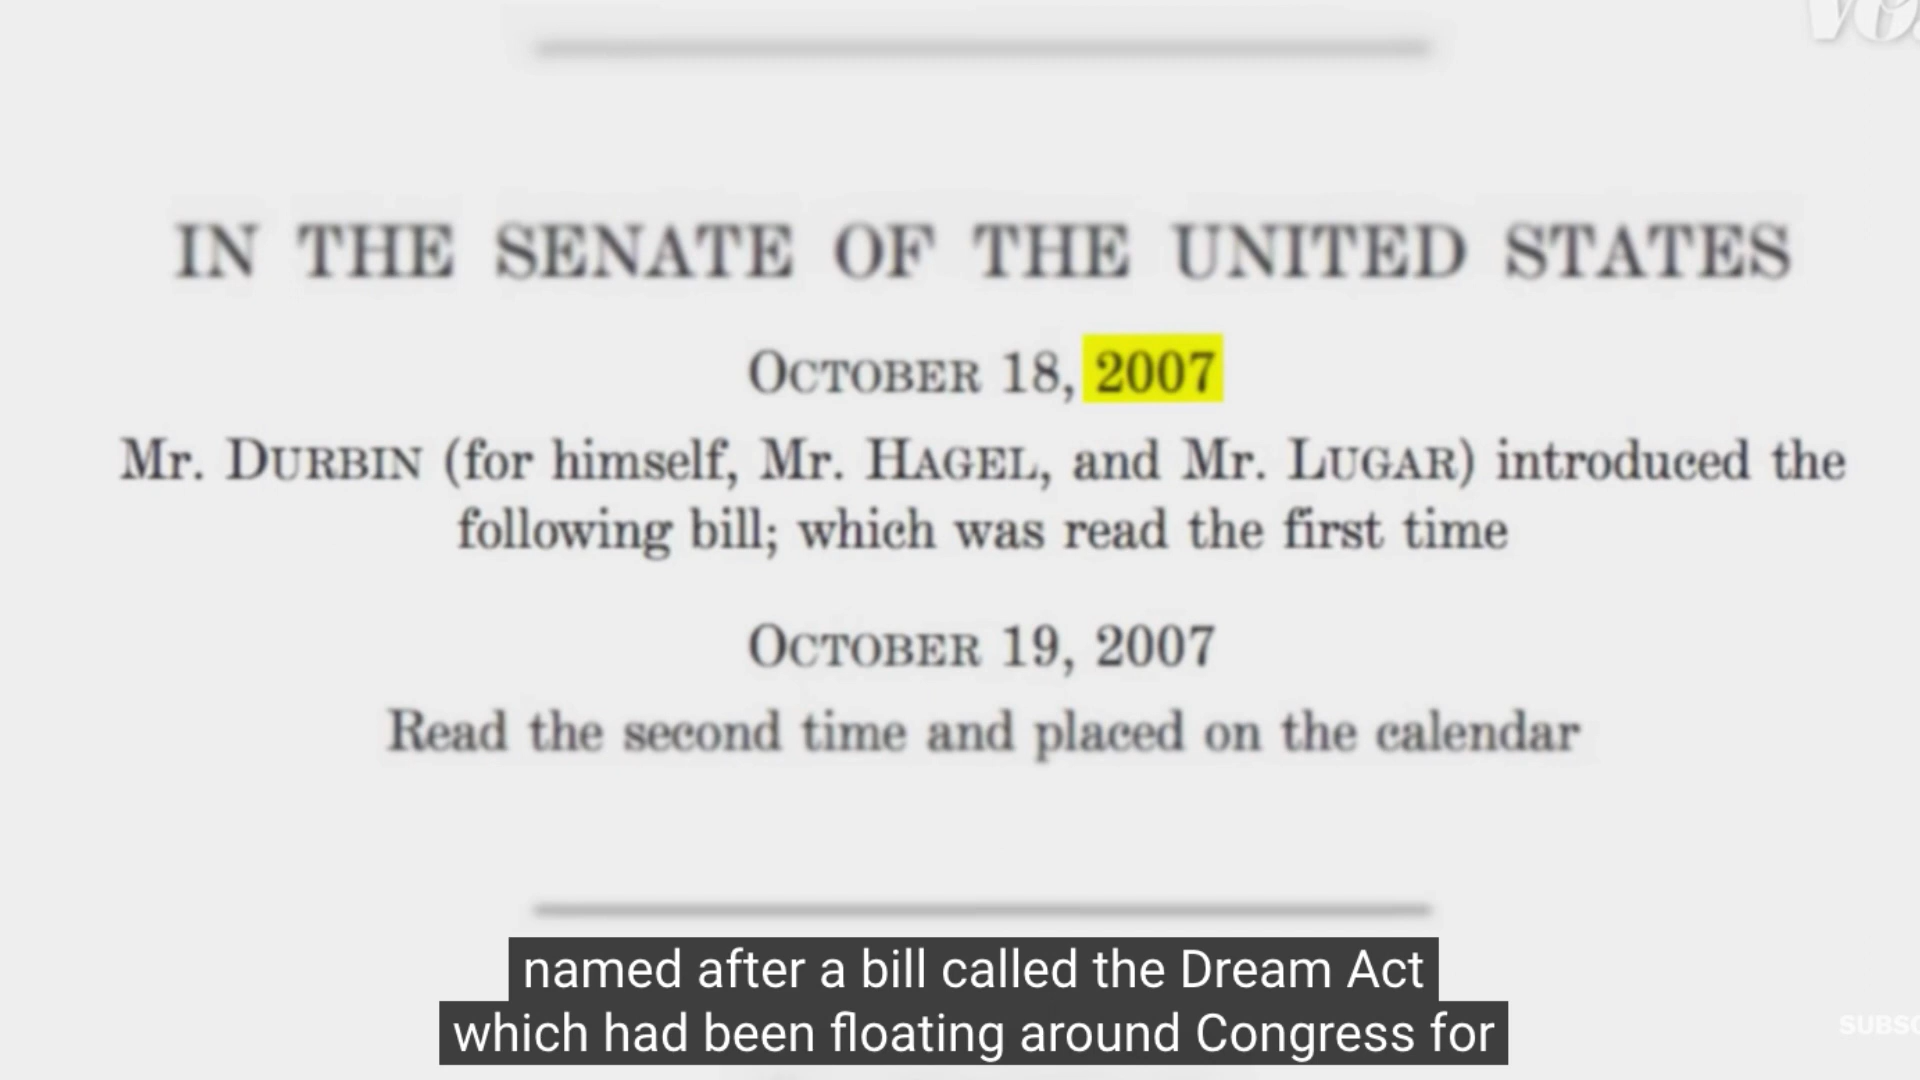 IN THE SENATE OF THE UNITED STATES
OCTOBER 18, 2007
Mr. DURBIN (for himself, Mr. HAGEL, and Mr. LUGAR) introduced the
following bill; which was read the first time
OCTOBER 19, 2007
Read the second time and placed on the calendar
named after a bill called the Dream Act
which had been floating around Congress for